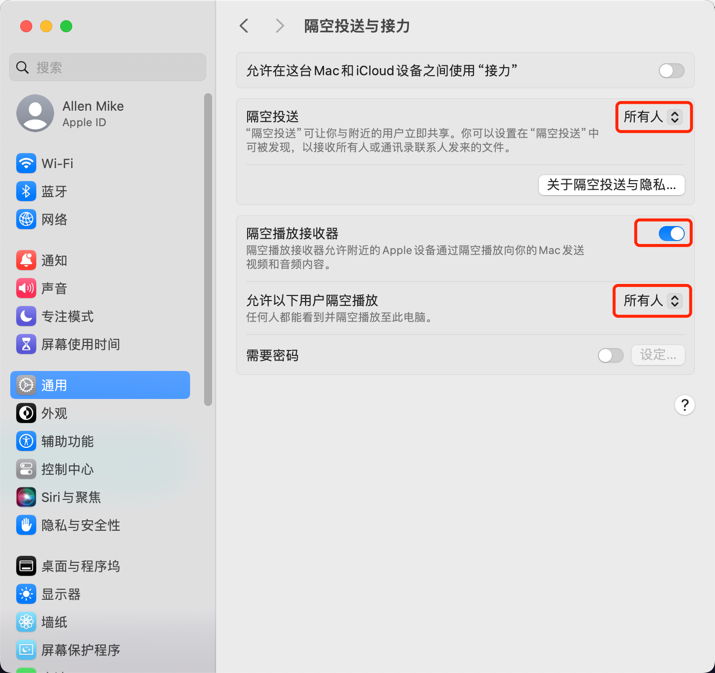 隔空投送与接力
搜索
Allen Mike
Apple ID
Wi-Fi
蓝牙
网络
通知
声音
专注模式
屏幕使用时间
通用
外观
辅助功能
控制中心
Siri与聚焦
隐私与安全性
桌面与程序坞
显示器
墙纸
屏幕保护程序
允许在这台Mac和iCloud设备之间使用“接力”
隔空投送
所有人
“隔空投送”可让你与附近的用户立即共享。你可以设置在“隔空投送”中
可被发现，以接收所有人或通讯录联系人发来的文件。
关于隔空投送与隐私...
隔空播放接收器
隔空播放接收器允许附近的Apple设备通过隔空播放向你的Mac发送
视频和音频内容。
允许以下用户隔空播放
所有人
任何人都能看到并隔空播放至此电脑。
需要密码
设定...
?